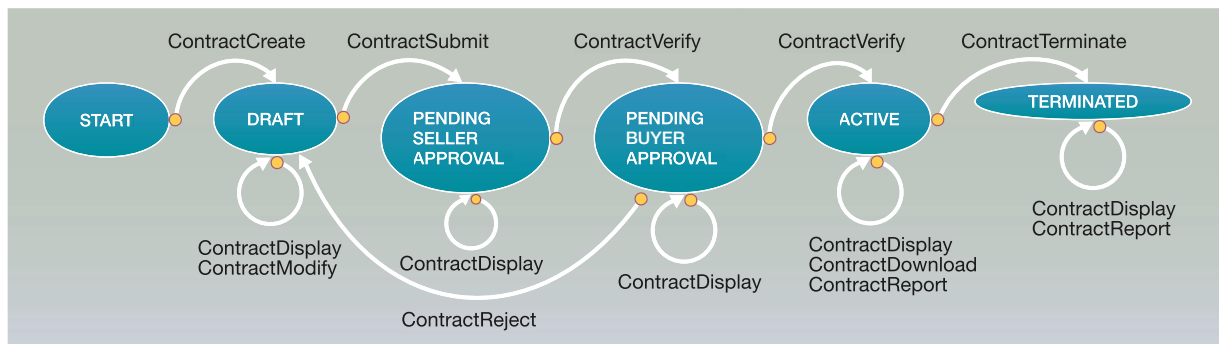 ContractCreate
ContractSubmit
ContractVerify
ContractVerify
ContractTerminate
START
DRAFT
PENDING
SELLER
APPROVAL
PENDING
BUYER
APPROVAL
ACTIVE
TERMINATED
ContractDisplay
ContractModify
ContractDisplay
ContractDisplay
ContractDisplay
ContractDownload
ContractReport
ContractDisplay
ContractReport
ContractReject